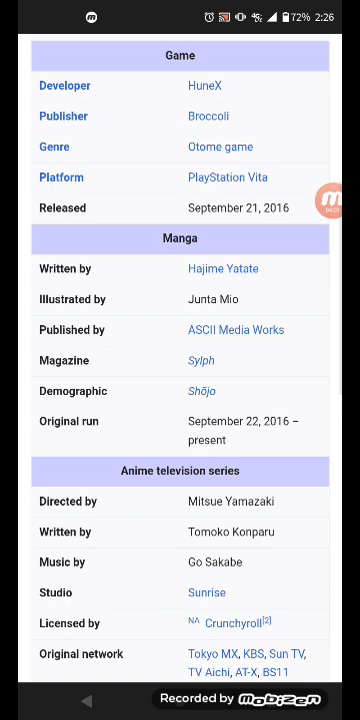 72% 2:26
Game
Developer HuneX
Publisher Broccoli
Genre Otome game
Platform PlayStation Vita
Released September 21, 2016
Manga
Written by Hajime Yatate
Illustrated by Junta Mio
Published by ASCII Media Works
Magazine Sylph
Demographic Shōjo
Original run September 22, 2016 –
present
Anime television series
Directed by Mitsue Yamazaki
Written by Tomoko Konparu
Music by Go Sakabe
Studio Sunrise
Licensed by NA Crunchyroll[2]
Original network Tokyo MX, KBS, Sun TV,
TV Aichi, AT-X, BS11
Recorded by mobizen